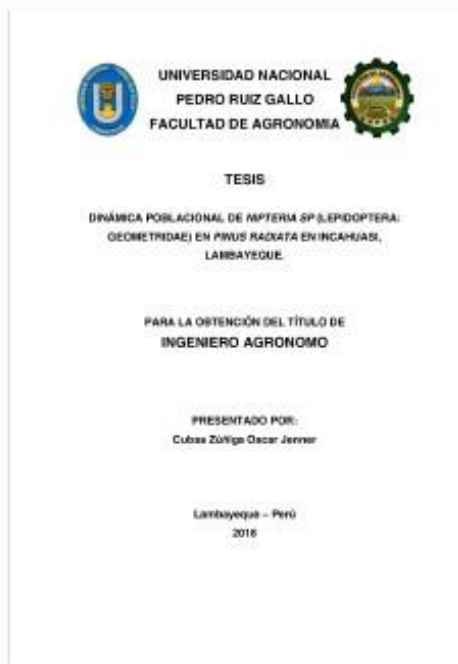 UNIVERSIDAD NACIONAL
PEDRO RUIZ GALLO
FACULTAD DE AGRONOMIA
TESIS
DINÁMICA POBLACIONAL DE NIPTERIA SP (LEPIDOPTERA:
GEOMETRIDAE) EN PINUS RADIATA EN INCAHUASI,
LAMBAYEQUE.
PARA LA OBTENCIÓN DEL TÍTULO DE
INGENIERO AGRONOMO
PRESENTADO POR:
Cubas Zúñiga Oscar Jenner
Lambayeque – Perú
2018